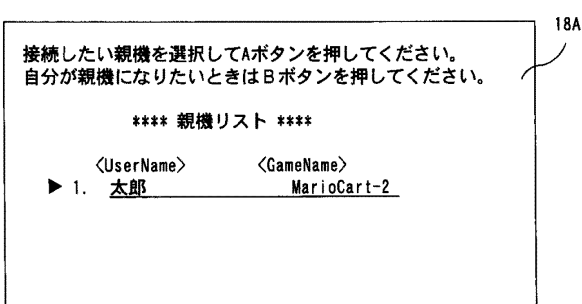 18A
接続したい親機を選択してAボタンを押してください。
自分が親機になりたいときはBボタンを押してください。
**** 親機リスト ****
<UserName> <GameName>
▶ 1. 太郎 MarioCart-2